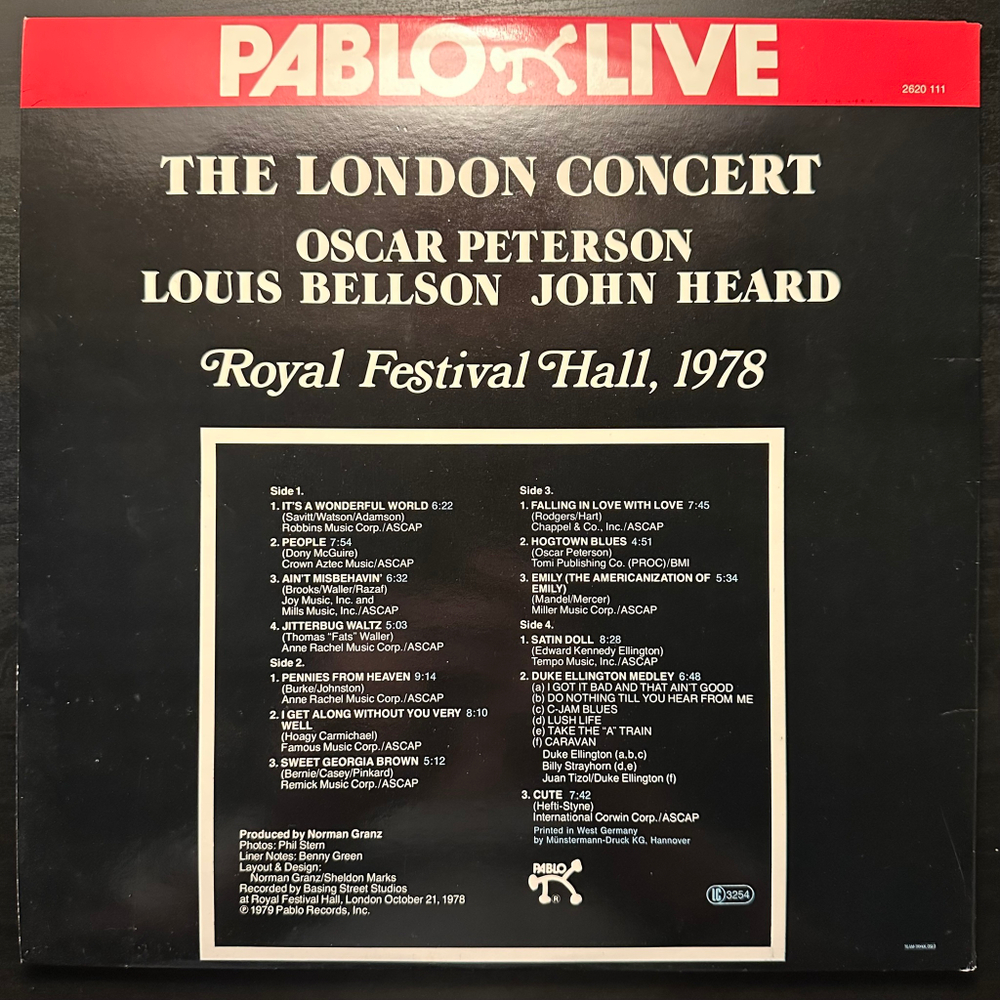 PABLO LIVE
2620 111
THE LONDON CONCERT
OSCAR PETERSON
LOUIS BELLSON JOHN HEARD
Royal Festival Hall, 1978
Side 1.
1. IT'S A WONDERFUL WORLD 6:22
(Savitt/Watson/Adamson)
Robbins Music Corp./ASCAP
2. PEOPLE 7:54
(Dony McGuire)
Crown Aztec Music/ASCAP
3. AIN'T MISBEHAVIN' 6:32
(Brooks/Waller/Razaf)
Joy Music, Inc. and
Mills Music, Inc./ASCAP
4. JITTERBUG WALTZ 5:03
(Thomas "Fats" Waller)
Anne Rachel Music Corp./ASCAP
Side 2.
1. PENNIES FROM HEAVEN 9:14
(Burke/Johnston)
Anne Rachel Music Corp./ASCAP
2. I GET ALONG WITHOUT YOU VERY 8:10
WELL
(Hoagy Carmichael)
Famous Music Corp./ASCAP
3. SWEET GEORGIA BROWN 5:12
(Bernie/Casey/Pinkard)
Remick Music Corp./ASCAP
Side 3.
1. FALLING IN LOVE WITH LOVE 7:45
(Rodgers/Hart)
Chappel & Co., Inc./ASCAP
2. HOGTOWN BLUES 4:51
(Oscar Peterson)
Tomi Publishing Co. (PROC)/BMI
3. EMILY (THE AMERICANIZATION OF 5:34
EMILY)
(Mandel/Mercer)
Miller Music Corp./ASCAP
Side 4.
1. SATIN DOLL 8:28
(Edward Kennedy Ellington)
Tempo Music, Inc./ASCAP
2. DUKE ELLINGTON MEDLEY 6:48
(a) I GOT IT BAD AND THAT AIN'T GOOD
(b) DO NOTHING TILL YOU HEAR FROM ME
(c) C-JAM BLUES
(d) LUSH LIFE
(e) TAKE THE "A" TRAIN
(f) CARAVAN
Duke Ellington (a,b,c)
Billy Strayhorn (d,e)
Juan Tizol/Duke Ellington (f)
3. CUTE 7:42
(Hefti-Styne)
International Corwin Corp./ASCAP
Printed in West Germany
by Münstermann-Druck KG, Hannover
Produced by Norman Granz
Photos: Phil Stern
Liner Notes: Benny Green
Layout & Design:
Norman Granz/Sheldon Marks
Recorded by Basing Street Studios
at Royal Festival Hall, London October 21, 1978
℗ 1979 Pablo Records, Inc.
PABLO
®
LC 3254